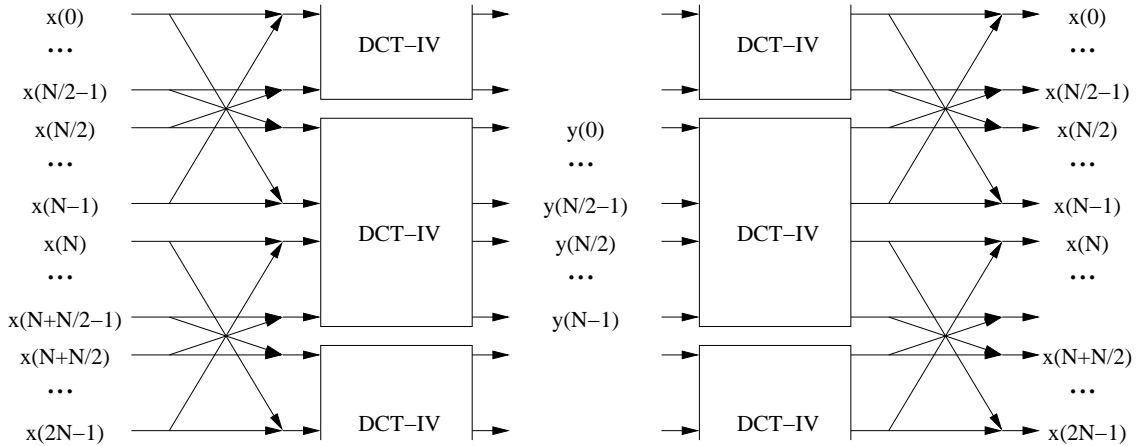 x(0)
...
x(N/2−1)
x(N/2)
...
x(N−1)
x(N)
...
x(N+N/2−1)
x(N+N/2)
...
x(2N−1)
DCT−IV
DCT−IV
DCT−IV
y(0)
...
y(N/2−1)
y(N/2)
...
y(N−1)
DCT−IV
DCT−IV
DCT−IV
x(0)
...
x(N/2−1)
x(N/2)
...
x(N−1)
x(N)
...
x(N+N/2)
...
x(2N−1)